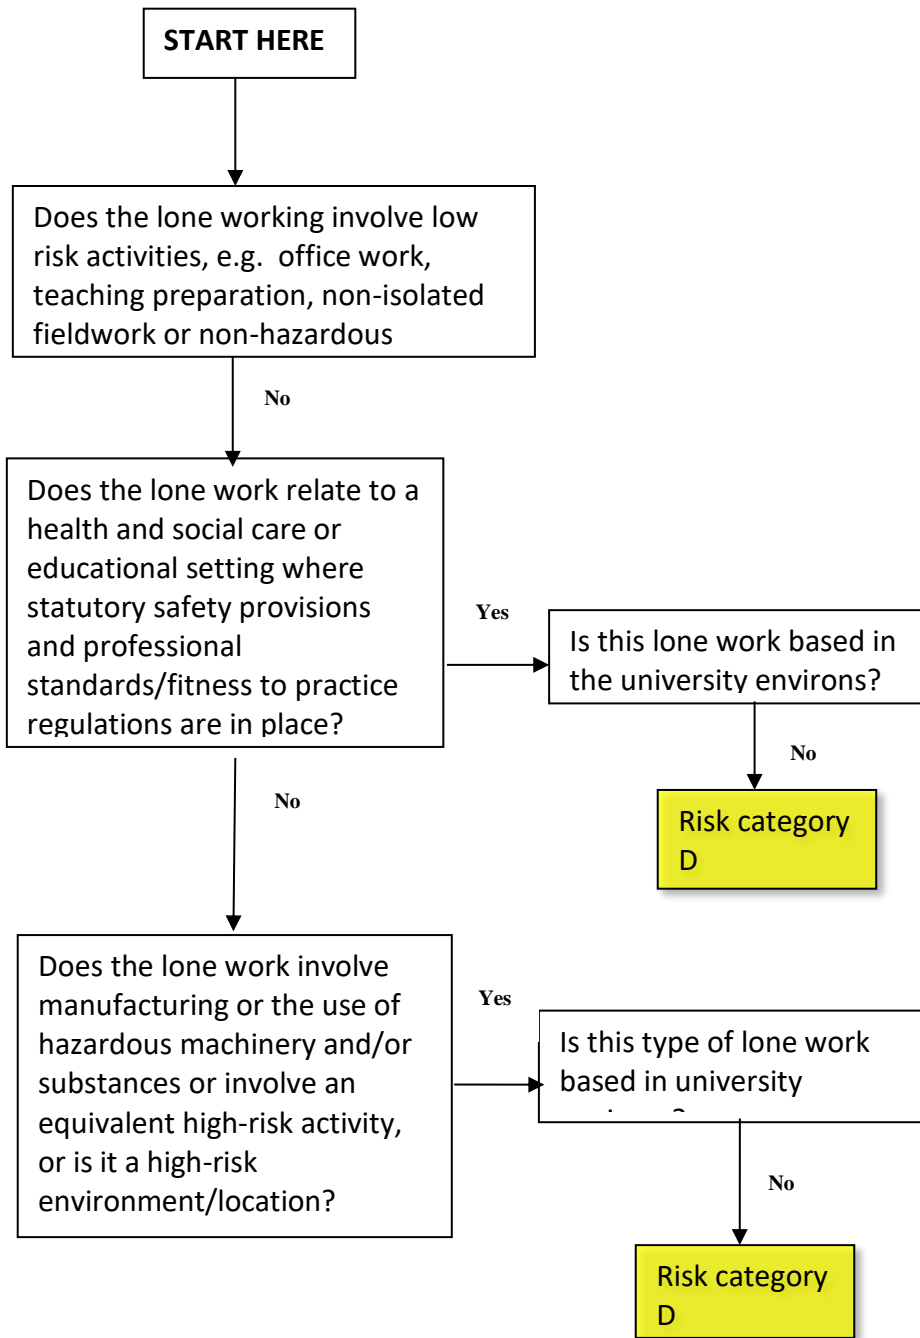 START HERE
Does the lone working involve low
risk activities, e.g. office work,
teaching preparation, non-isolated
fieldwork or non-hazardous
No
Does the lone work relate to a
health and social care or
educational setting where
statutory safety provisions
and professional
standards/fitness to practice
regulations are in place?
Yes
Is this lone work based in
the university environs?
No
Risk category
D
No
Does the lone work involve
manufacturing or the use of
hazardous machinery and/or
substances or involve an
equivalent high-risk activity,
or is it a high-risk
environment/location?
Yes
Is this type of lone work
based in university
No
Risk category
D